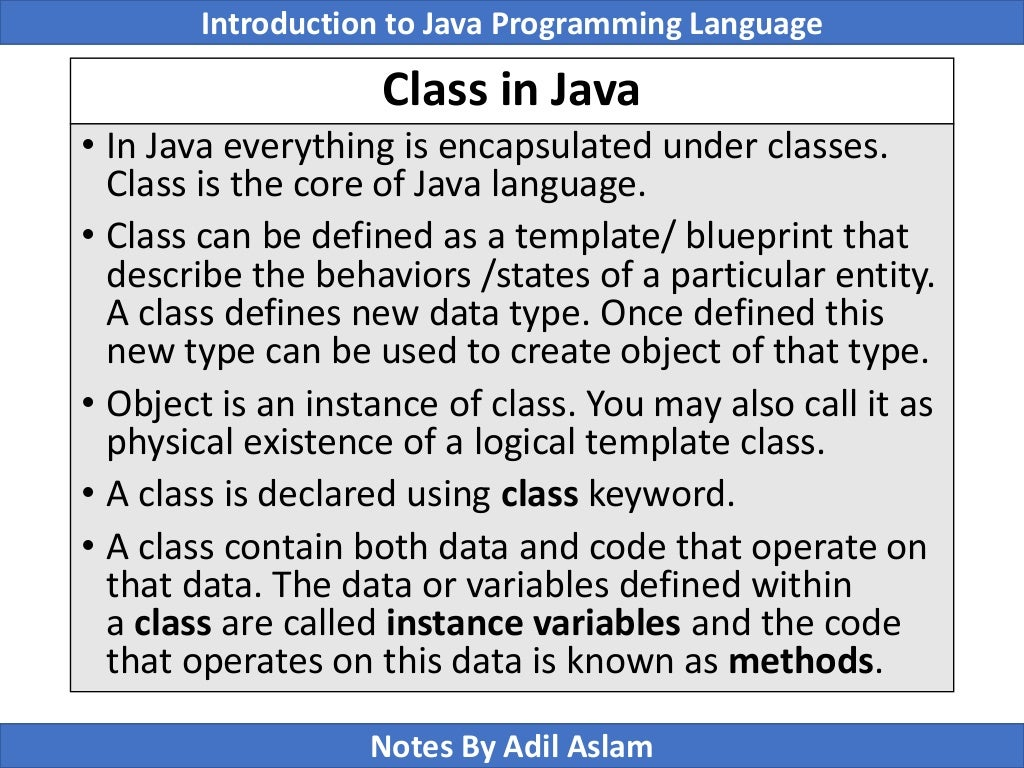 Introduction to Java Programming Language
Class in Java
• In Java everything is encapsulated under classes.
Class is the core of Java language.
• Class can be defined as a template/ blueprint that
describe the behaviors /states of a particular entity.
A class defines new data type. Once defined this
new type can be used to create object of that type.
• Object is an instance of class. You may also call it as
physical existence of a logical template class.
• A class is declared using class keyword.
• A class contain both data and code that operate on
that data. The data or variables defined within
a class are called instance variables and the code
that operates on this data is known as methods.
Notes By Adil Aslam